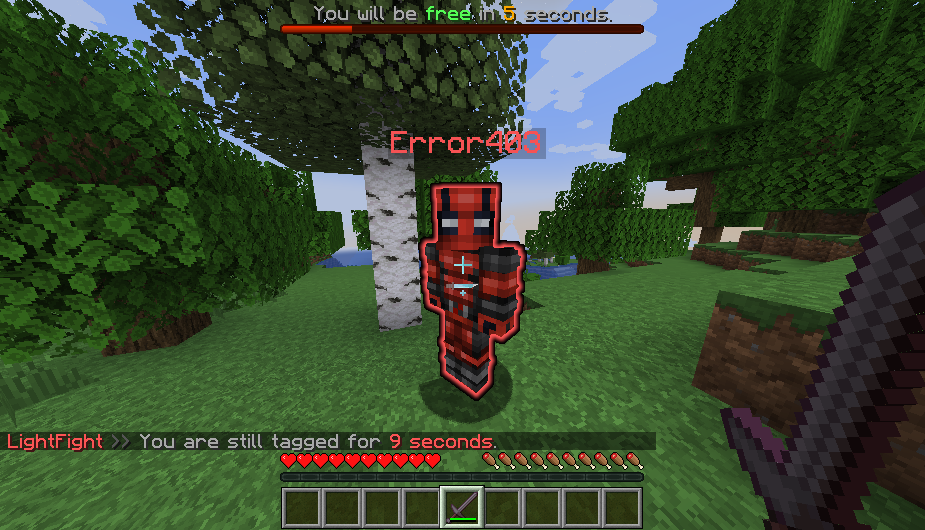 You will be free in 5 seconds.
Error403
LightFight >> You are still tagged for 9 seconds.